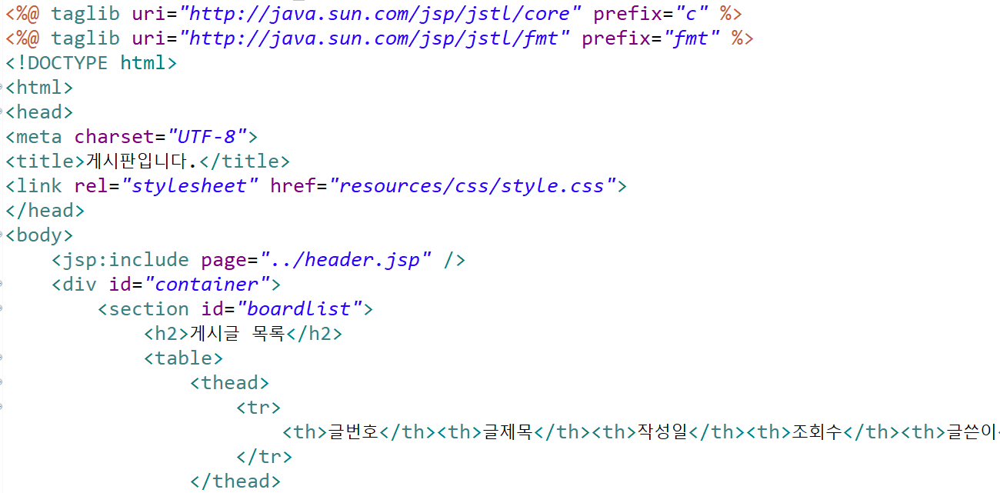 <%@ taglib uri="http://java.sun.com/jsp/jstl/core" prefix="c" %>
<%@ taglib uri="http://java.sun.com/jsp/jstl/fmt" prefix="fmt" %>
<!DOCTYPE html>
<html>
<head>
<meta charset="UTF-8">
<title>게시판입니다.</title>
<link rel="stylesheet" href="resources/css/style.css">
</head>
<body>
<jsp:include page="../header.jsp" />
<div id="container">
<section id="boardlist">
<h2>게시글 목록</h2>
<table>
<thead>
<tr>
<th>글번호</th><th>글제목</th><th>작성일</th><th>조회수</th><th>글쓴이<
</tr>
</thead>